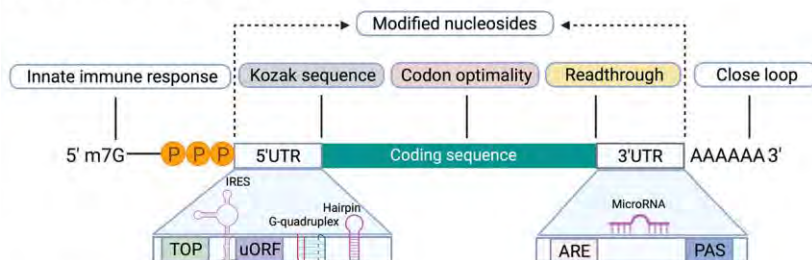 Modified nucleosides
Innate immune response Kozak sequence Codon optimality Readthrough Close loop
5' m7G P P P 5'UTR Coding sequence 3'UTR AAAAAA 3'
IRES
MicroRNA
Hairpin
G-quadruplex
TOP uORF ARE PAS